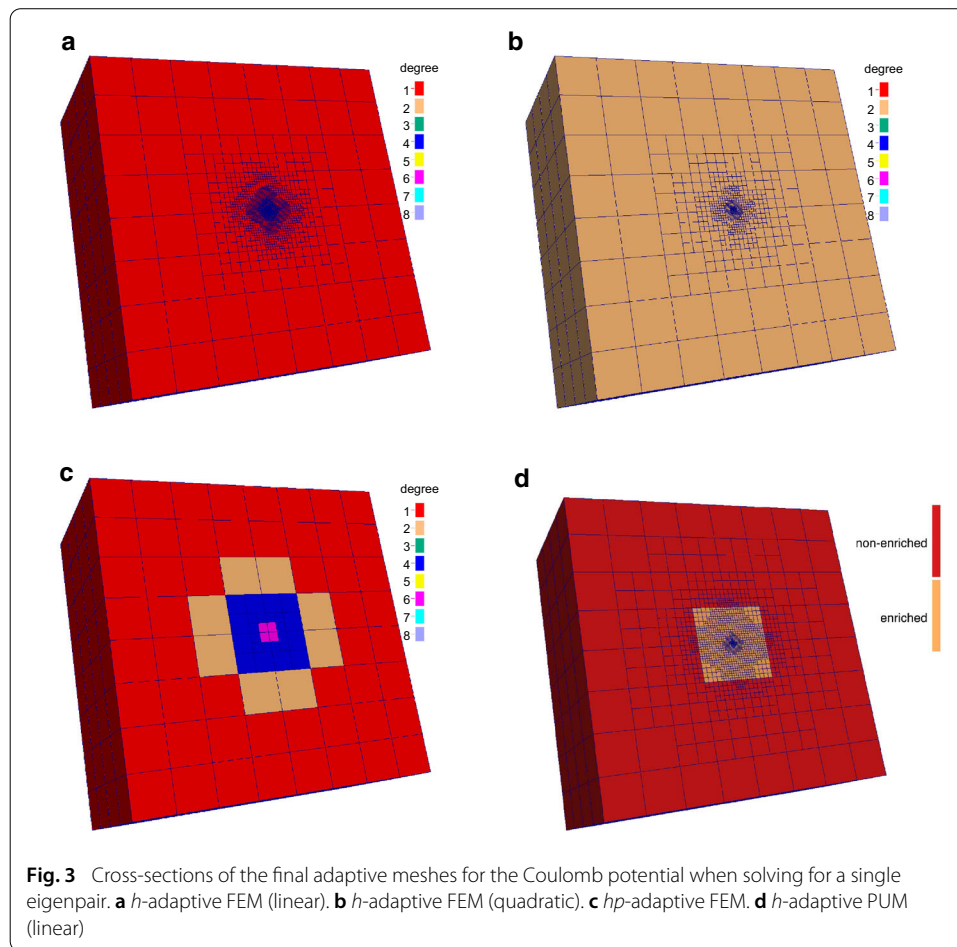 a
degree
1
2
3
4
5
6
7
8
b
degree
1
2
3
4
5
6
7
8
c
degree
1
2
3
4
5
6
7
8
d
non-enriched
enriched
Fig. 3 Cross-sections of the final adaptive meshes for the Coulomb potential when solving for a single
eigenpair. a h-adaptive FEM (linear). b h-adaptive FEM (quadratic). c hp-adaptive FEM. d h-adaptive PUM
(linear)